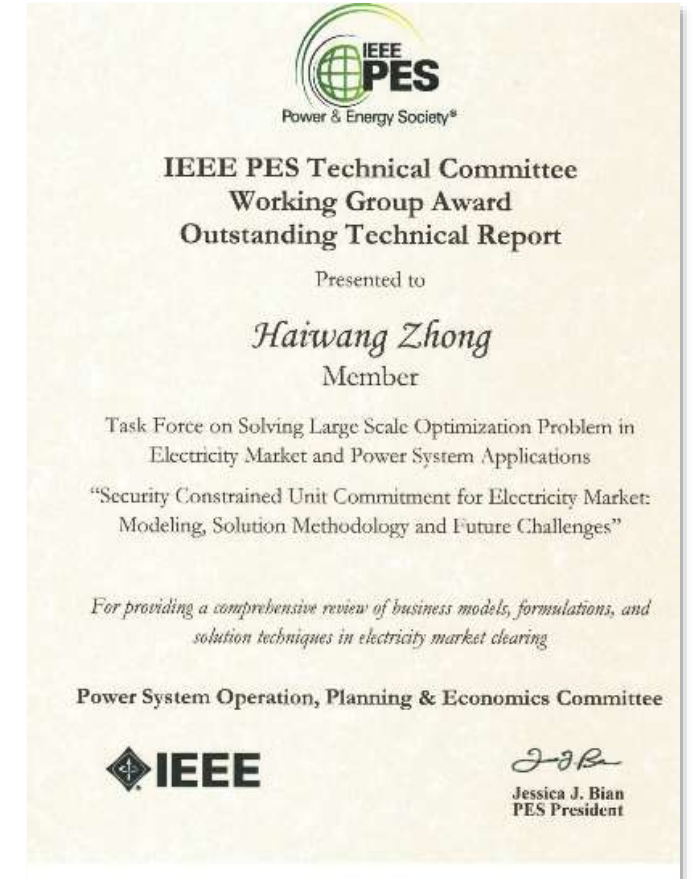 IEEE
PES
Power & Energy Society®
IEEE PES Technical Committee
Working Group Award
Outstanding Technical Report
Presented to
Haiwang Zhong
Member
Task Force on Solving Large Scale Optimization Problem in
Electricity Market and Power System Applications
“Security Constrained Unit Commitment for Electricity Market:
Modeling, Solution Methodology and Future Challenges”
For providing a comprehensive review of business models, formulations, and
solution techniques in electricity market clearing
Power System Operation, Planning & Economics Committee
IEEE
Jessica J. Bian
PES President